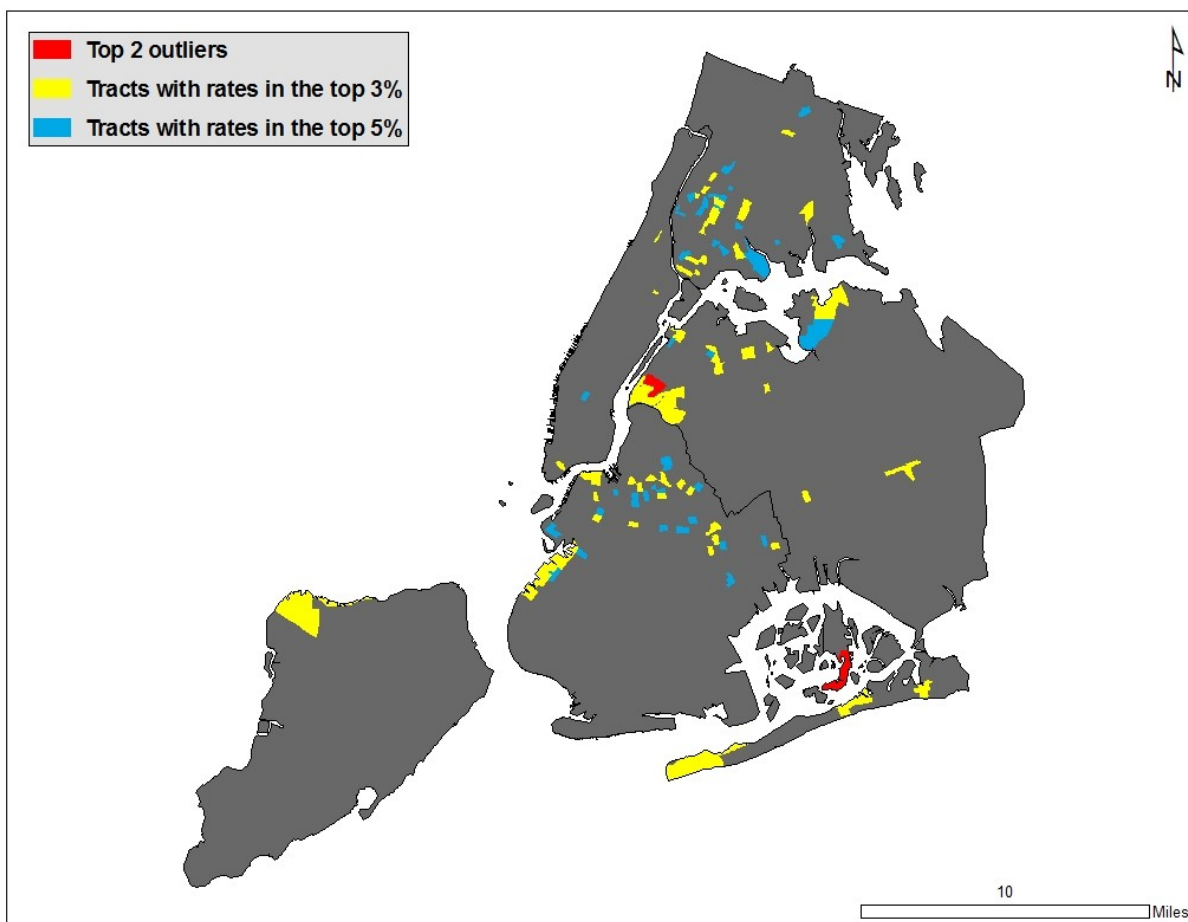 Top 2 outliers
Tracts with rates in the top 3%
Tracts with rates in the top 5%
N
10
Miles